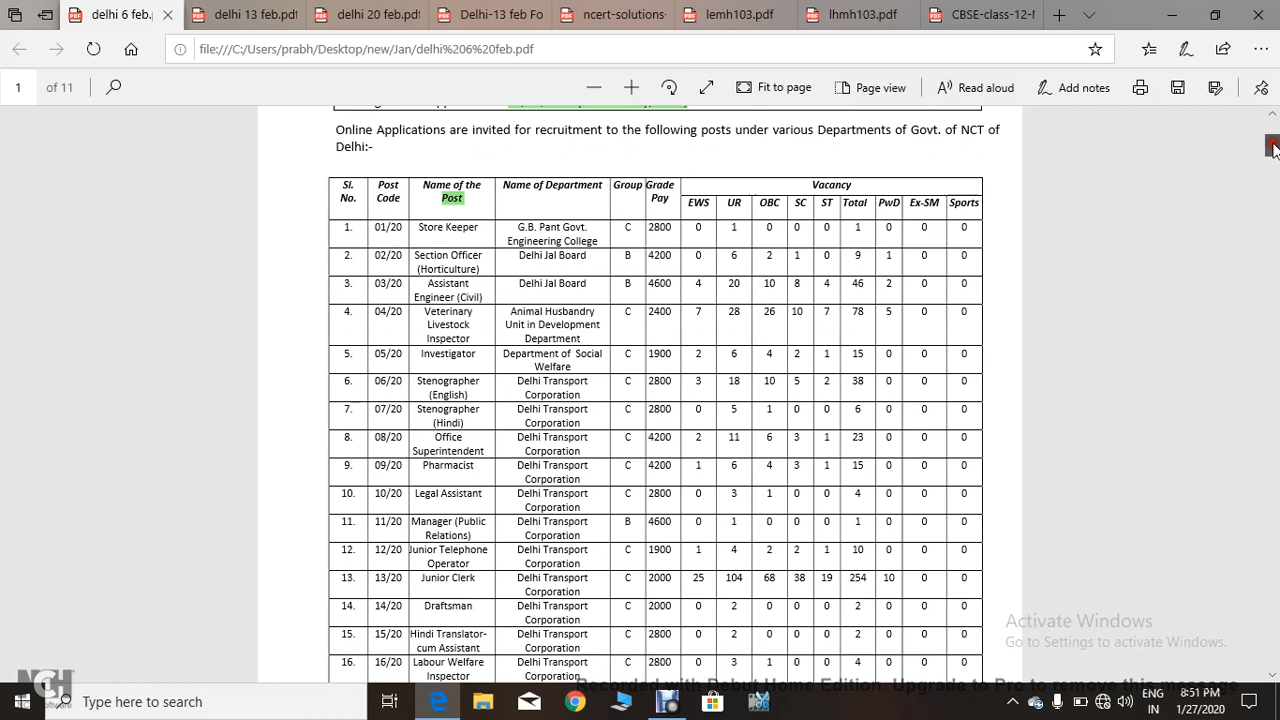 delhi 6 feb.
delhi 13 feb.pdf
delhi 20 feb.pdf
Delhi-13 Feb Fo
ncert-solutions-
lemh103.pdf
lhmh103.pdf
CBSE-class-12-M
file:///C:/Users/prabh/Desktop/new/Jan/delhi%206%20feb.pdf
1 of 11 Fit to page Page view Read aloud Add notes
Online Applications are invited for recruitment to the following posts under various Departments of Govt. of NCT of
Delhi:-
Sl. No. Post Code Name of the Post Name of Department Group Grade Pay Vacancy
EWS UR OBC SC ST Total PwD Ex-SM Sports
1. 01/20 Store Keeper G.B. Pant Govt. Engineering College C 2800 0 1 0 0 0 1 0 0 0
2. 02/20 Section Officer (Horticulture) Delhi Jal Board B 4200 0 6 2 1 0 9 1 0 0
3. 03/20 Assistant Engineer (Civil) Delhi Jal Board B 4600 4 20 10 8 4 46 2 0 0
4. 04/20 Veterinary Livestock Inspector Animal Husbandry Unit in Development Department C 2400 7 28 26 10 7 78 5 0 0
5. 05/20 Investigator Department of Social Welfare C 1900 2 6 4 2 1 15 0 0 0
6. 06/20 Stenographer (English) Delhi Transport Corporation C 2800 3 18 10 5 2 38 0 0 0
7. 07/20 Stenographer (Hindi) Delhi Transport Corporation C 2800 0 5 1 0 0 6 0 0 0
8. 08/20 Office Superintendent Delhi Transport Corporation C 4200 2 11 6 3 1 23 0 0 0
9. 09/20 Pharmacist Delhi Transport Corporation C 4200 1 6 4 3 1 15 0 0 0
10. 10/20 Legal Assistant Delhi Transport Corporation C 2800 0 3 1 0 0 4 0 0 0
11. 11/20 Manager (Public Relations) Delhi Transport Corporation B 4600 0 1 0 0 0 1 0 0 0
12. 12/20 Junior Telephone Operator Delhi Transport Corporation C 1900 1 4 2 2 1 10 0 0 0
13. 13/20 Junior Clerk Delhi Transport Corporation C 2000 25 104 68 38 19 254 10 0 0
14. 14/20 Draftsman Delhi Transport Corporation C 2000 0 2 0 0 0 2 0 0 0
15. 15/20 Hindi Translator-cum Assistant Delhi Transport Corporation C 2800 0 2 0 0 0 2 0 0 0
16. 16/20 Labour Welfare Inspector Delhi Transport Corporation C 2800 0 3 1 0 0 4 0 0 0
Activate Windows
Go to Settings to activate Windows.
NCH Software
Recorded with Debut Home Edition. Upgrade to Pro to remove this message
Type here to search
ENG
IN
8:51 PM
1/27/2020